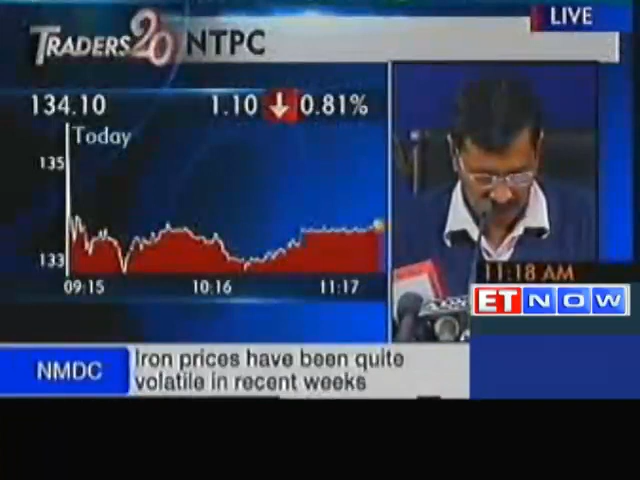 LIVE
TRADERS 20 NTPC
134.10 1.10 0.81%
Today
135
133
09:15 10:16 11:17
11:18 AM
ET NOW
NMDC
Iron prices have been quite
volatile in recent weeks